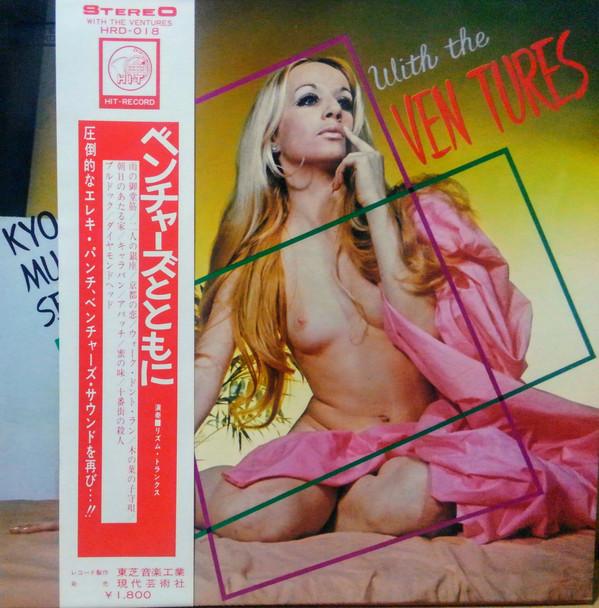 STEREO
WITH THE VENTURES
HRD-018
HIT
HIT-RECORD
ベンチャーズとともに
演奏■リズム・トランクス
雨の御堂筋/二人の銀座/京都の恋/ウォーク・ドント・ラン/木の葉の子守唄
朝日のあたる家/キャラバン/アパッチ/蜜の味/十番街の殺人
ブルドック/ダイヤモンドヘッド
圧倒的なエレキ・パンチ、ベンチャーズ・サウンドを再び…!!
レコード製作 東芝音楽工業
発売 現代芸術社
¥1,800
With the
VENTURES
KYO
MU